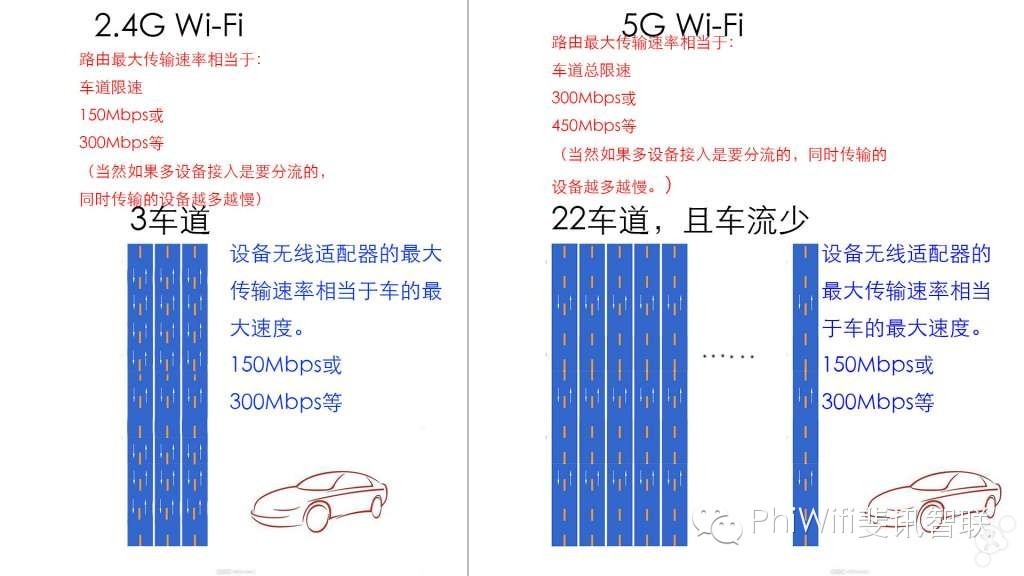 2.4G Wi-Fi
路由最大传输速率相当于:
车道限速
150Mbps或
300Mbps等
（当然如果多设备接入是要分流的，
同时传输的设备越多越慢）
3车道
设备无线适配器的最大
传输速率相当于车的最
大速度。
150Mbps或
300Mbps等
5G Wi-Fi
路由最大传输速率相当于:
车道总限速
300Mbps或
450Mbps等
（当然如果多设备接入是要分流的，同时传输的
设备越多越慢。）
22车道，且车流少
......
设备无线适配器的
最大传输速率相当
于车的最大速度。
150Mbps或
300Mbps等
PhiWifi斐讯智联